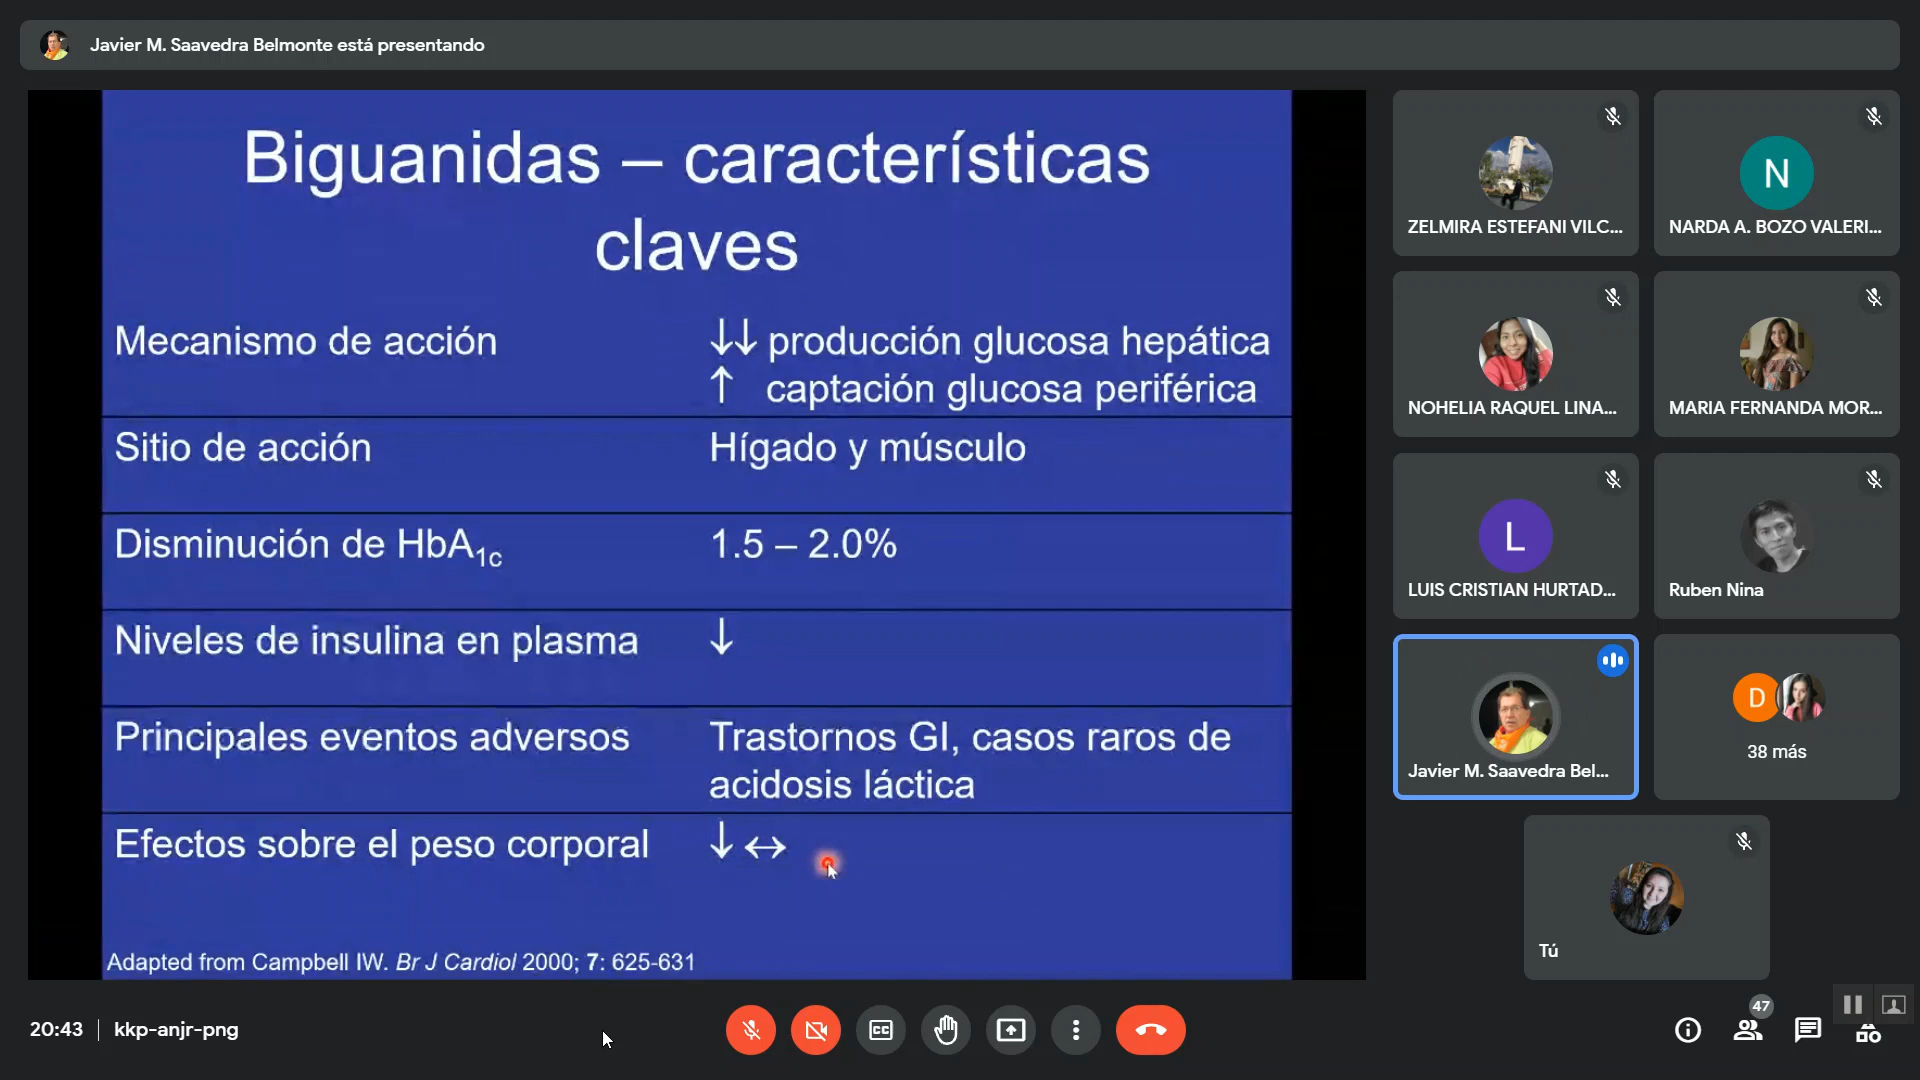 Javier M. Saavedra Belmonte está presentando
Biguanidas – características
claves
Mecanismo de acción
↓↓ producción glucosa hepática
↑ captación glucosa periférica
Sitio de acción
Hígado y músculo
Disminución de HbA1c
1.5 – 2.0%
Niveles de insulina en plasma
↓
Principales eventos adversos
Trastornos GI, casos raros de
acidosis láctica
Efectos sobre el peso corporal
↓ ↔
Adapted from Campbell IW. Br J Cardiol 2000; 7: 625-631
ZELMIRA ESTEFANI VILC...
N
NARDA A. BOZO VALERI...
NOHELIA RAQUEL LINA...
MARIA FERNANDA MOR...
L
LUIS CRISTIAN HURTAD...
Ruben Nina
Javier M. Saavedra Bel...
D
38 más
Tú
20:43
kkp-anjr-png
CC
47